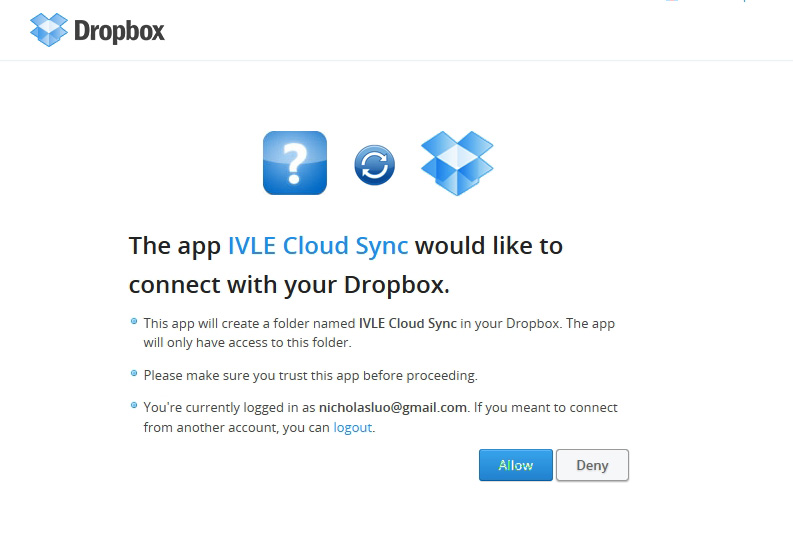 Dropbox
?
The app IVLE Cloud Sync would like to
connect with your Dropbox.
This app will create a folder named IVLE Cloud Sync in your Dropbox. The app
will only have access to this folder.
Please make sure you trust this app before proceeding.
You're currently logged in as nicholasluo@gmail.com. If you meant to connect
from another account, you can logout.
Allow Deny